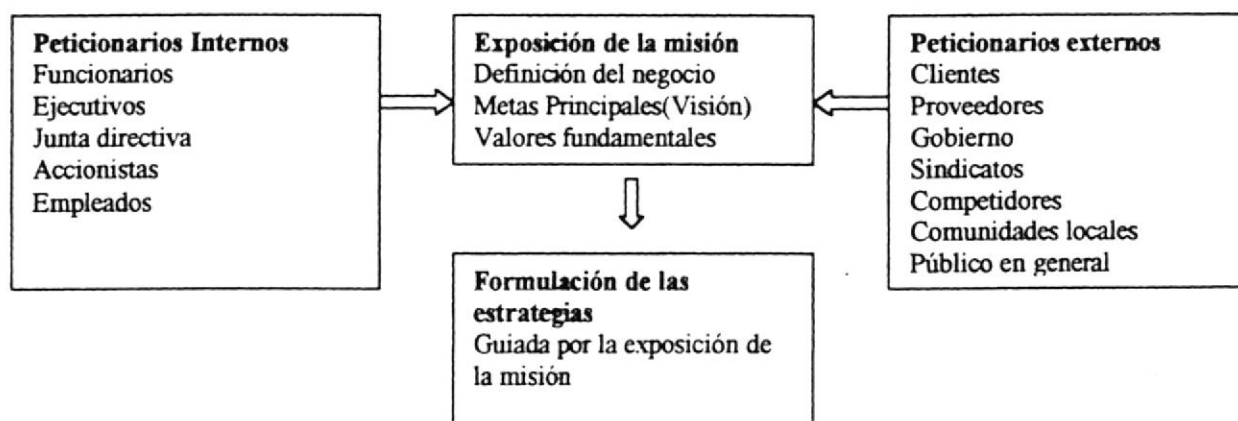 Peticionarios Internos
Funcionarios
Ejecutivos
Junta directiva
Accionistas
Empleados
Exposición de la misión
Definición del negocio
Metas Principales(Visión)
Valores fundamentales
Peticionarios externos
Clientes
Proveedores
Gobierno
Sindicatos
Competidores
Comunidades locales
Público en general
Formulación de las
estrategias
Guiada por la exposición de
la misión